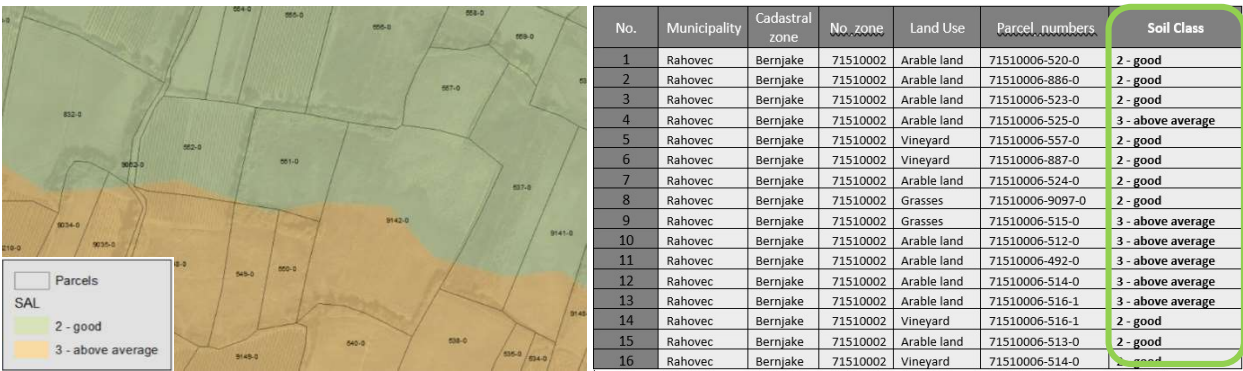 554-0
555-0
556-0
558-0
559-0
557-0
832-0
552-0
551-0
9052-0
537-0
9034-0
9035-0
9142-0
9141-0
549-0
550-0
540-0
538-0
9149-0
535-0
534-0
Parcels
SAL
2 - good
3 - above average
No. Municipality Cadastral zone No. zone Land Use Parcel numbers Soil Class
1 Rahovec Bernjake 71510002 Arable land 71510006-520-0 2 - good
2 Rahovec Bernjake 71510002 Arable land 71510006-886-0 2 - good
3 Rahovec Bernjake 71510002 Arable land 71510006-523-0 2 - good
4 Rahovec Bernjake 71510002 Arable land 71510006-525-0 3 - above average
5 Rahovec Bernjake 71510002 Vineyard 71510006-557-0 2 - good
6 Rahovec Bernjake 71510002 Vineyard 71510006-887-0 2 - good
7 Rahovec Bernjake 71510002 Arable land 71510006-524-0 2 - good
8 Rahovec Bernjake 71510002 Grasses 71510006-9097-0 2 - good
9 Rahovec Bernjake 71510002 Grasses 71510006-515-0 3 - above average
10 Rahovec Bernjake 71510002 Arable land 71510006-512-0 3 - above average
11 Rahovec Bernjake 71510002 Arable land 71510006-492-0 3 - above average
12 Rahovec Bernjake 71510002 Arable land 71510006-514-0 3 - above average
13 Rahovec Bernjake 71510002 Arable land 71510006-516-1 3 - above average
14 Rahovec Bernjake 71510002 Vineyard 71510006-516-1 2 - good
15 Rahovec Bernjake 71510002 Arable land 71510006-513-0 2 - good
16 Rahovec Bernjake 71510002 Vineyard 71510006-514-0 2 - good